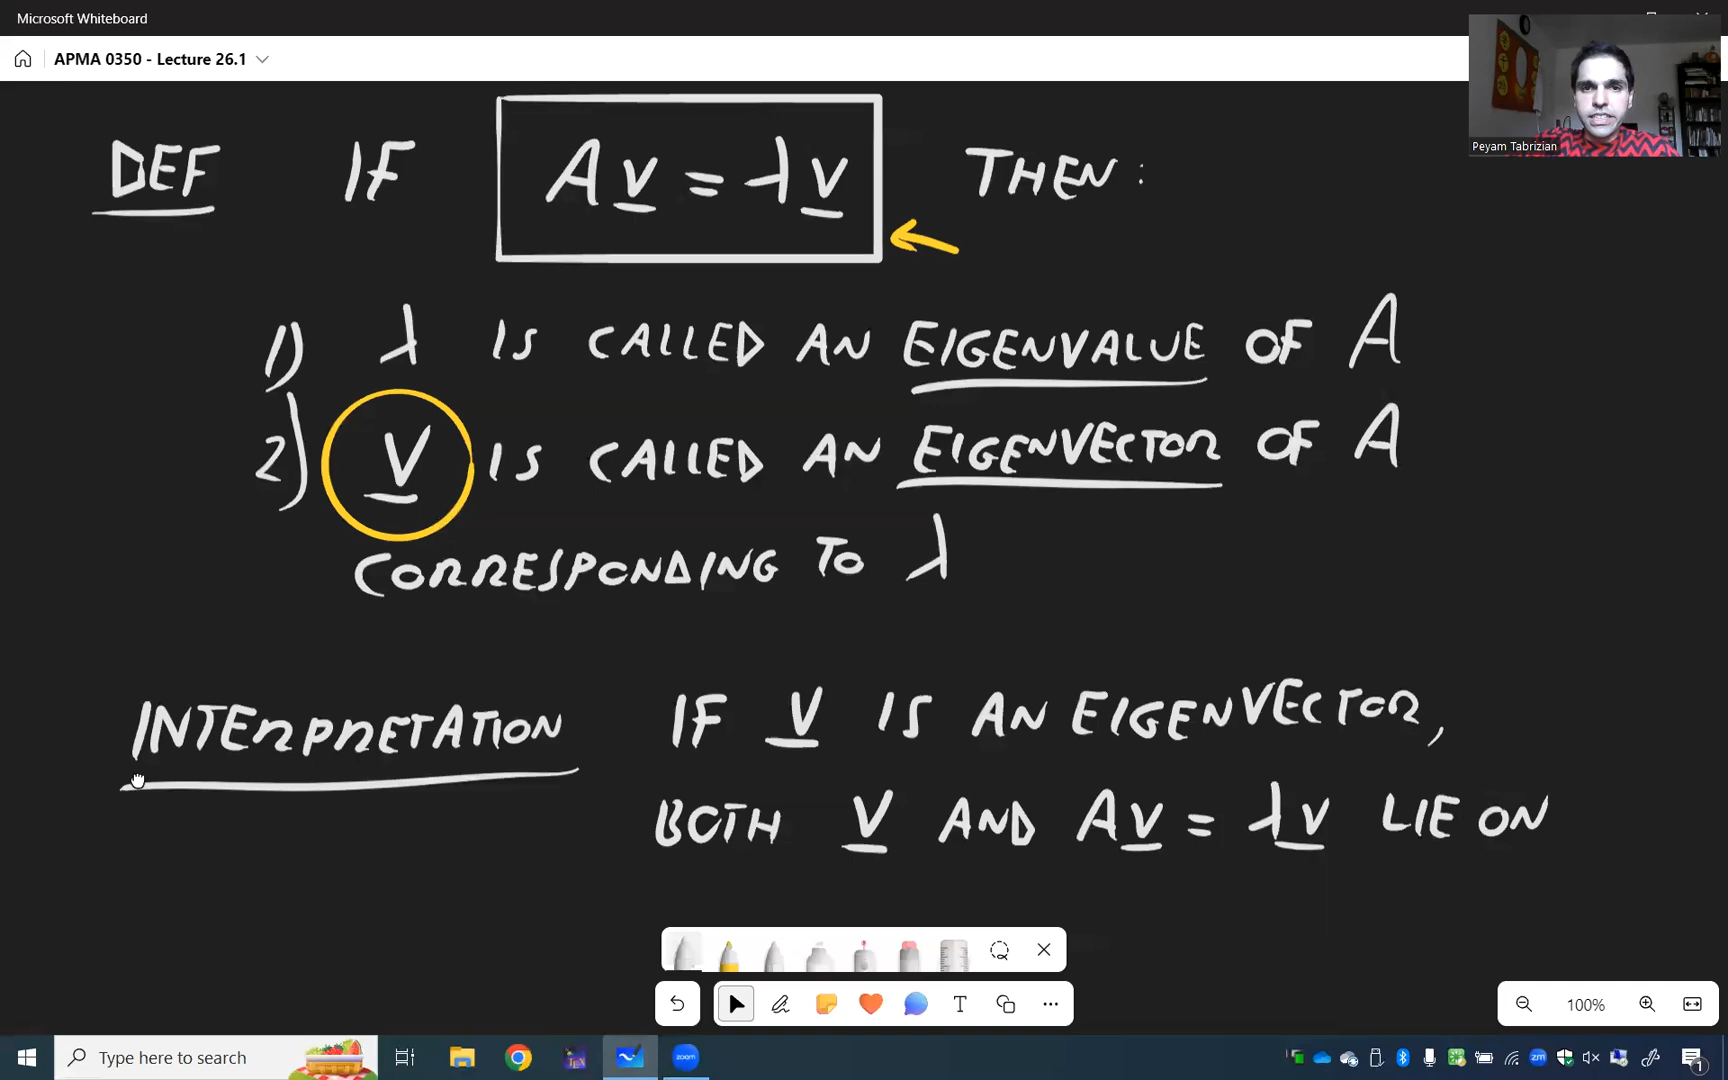 Microsoft Whiteboard
APMA 0350 - Lecture 26.1
Peyam Tabrizian
DEF IF Av = λv THEN:
1) λ IS CALLED AN EIGENVALUE OF A
2) v IS CALLED AN EIGENVECTOR OF A
CORRESPONDING TO λ
INTERPRETATION IF v IS AN EIGENVECTOR,
BOTH v AND Av = λv LIE ON
100%
Type here to search
zoom